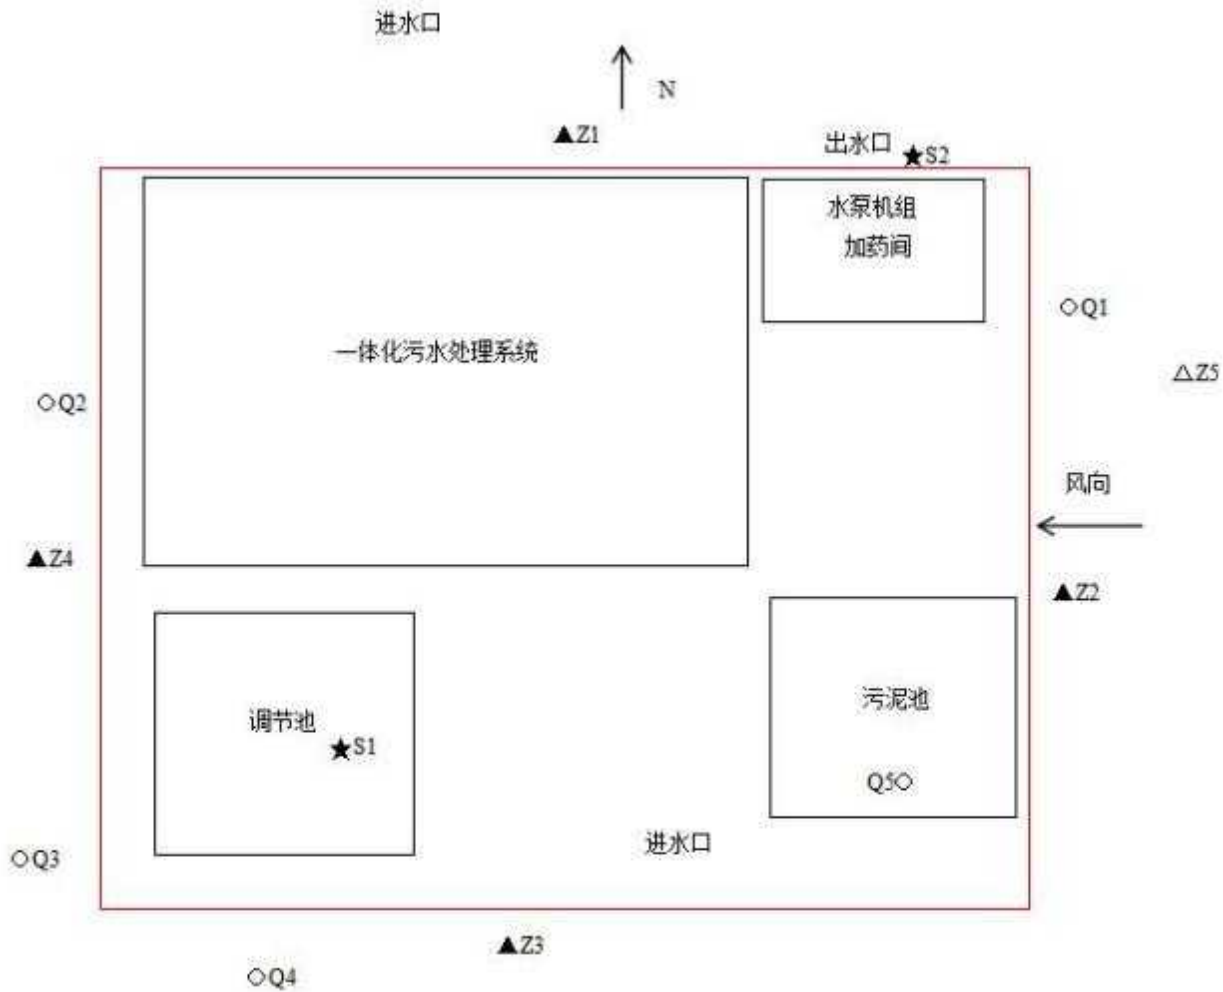 进水口
N
▲Z1
出水口
★S2
水泵机组
加药间
○Q1
一体化污水处理系统
△Z5
○Q2
风向
▲Z4
▲Z2
污泥池
调节池
★S1
Q5○
进水口
○Q3
▲Z3
○Q4